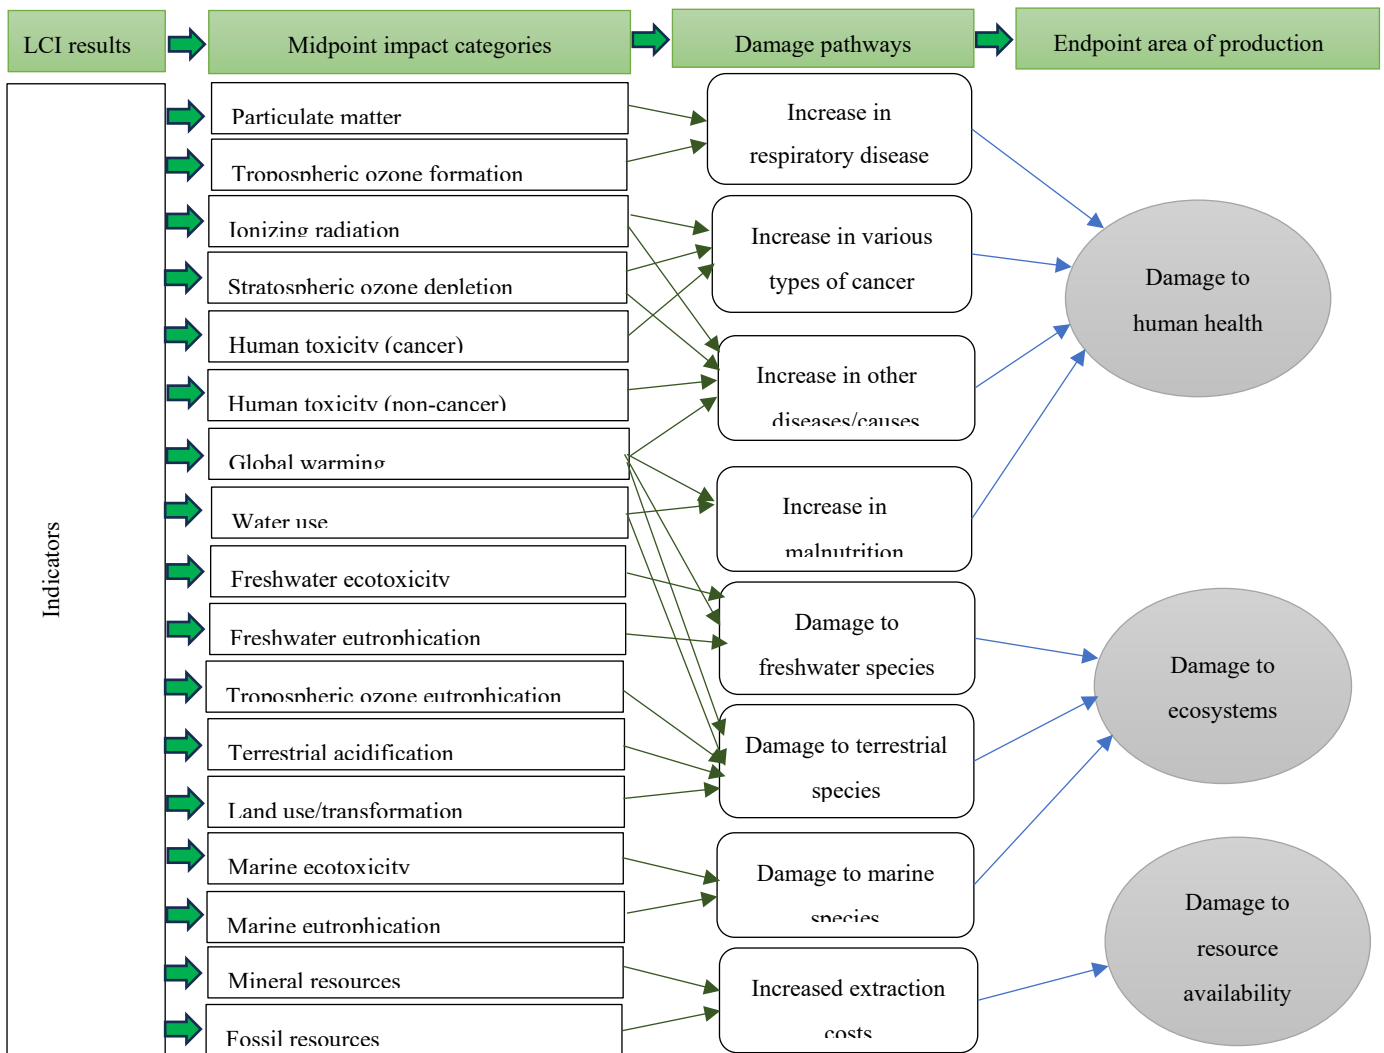 LCI results
Midpoint impact categories
Damage pathways
Endpoint area of production
Indicators
Particulate matter
Tropospheric ozone formation
Ionizing radiation
Stratospheric ozone depletion
Human toxicity (cancer)
Human toxicity (non-cancer)
Global warming
Water use
Freshwater ecotoxicity
Freshwater eutrophication
Tropospheric ozone eutrophication
Terrestrial acidification
Land use/transformation
Marine ecotoxicity
Marine eutrophication
Mineral resources
Fossil resources
Increase in
respiratory disease
Increase in various
types of cancer
Increase in other
diseases/causes
Increase in
malnutrition
Damage to
freshwater species
Damage to terrestrial
species
Damage to marine
species
Increased extraction
costs
Damage to
human health
Damage to
ecosystems
Damage to
resource
availability